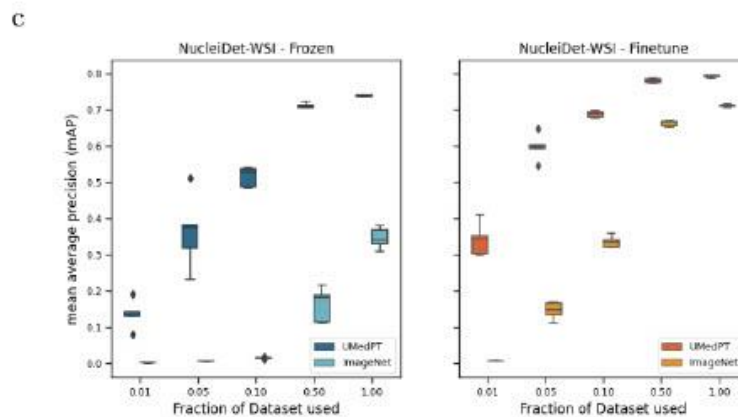 c
NucleiDet-WSI - Frozen
NucleiDet-WSI - Finetune
mean average precision (mAP)
0.8
0.7
0.6
0.5
0.4
0.3
0.2
0.1
0.0
UMedPT
ImageNet
UMedPT
ImageNet
0.01 0.05 0.10 0.50 1.00
0.01 0.05 0.10 0.50 1.00
Fraction of Dataset used
Fraction of Dataset used